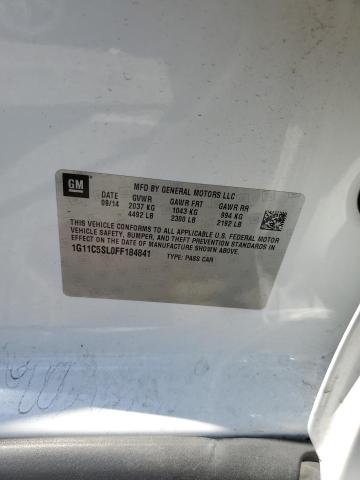 GM
MFD BY GENERAL MOTORS LLC
DATE GVWR GAWR FRT GAWR RR
09/14 2037 KG 1043 KG 994 KG
4492 LB 2300 LB 2192 LB
THIS VEHICLE CONFORMS TO ALL APPLICABLE U.S. FEDERAL MOTOR
VEHICLE SAFETY, BUMPER, AND THEFT PREVENTION STANDARDS IN
EFFECT ON THE DATE OF MANUFACTURE SHOWN ABOVE.
1G11C5SL0FF184841 TYPE: PASS CAR